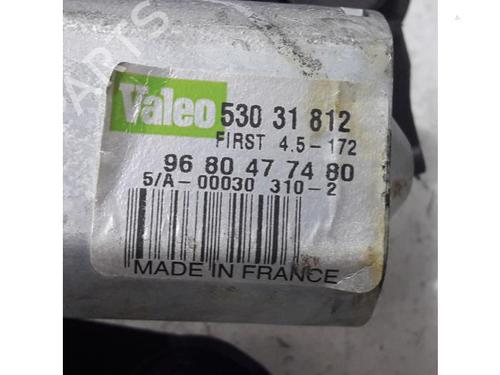 Valeo 530 31 812
FIRST 4.5-172
96 80 47 74 80
5/A-00030 310-2
MADE IN FRANCE